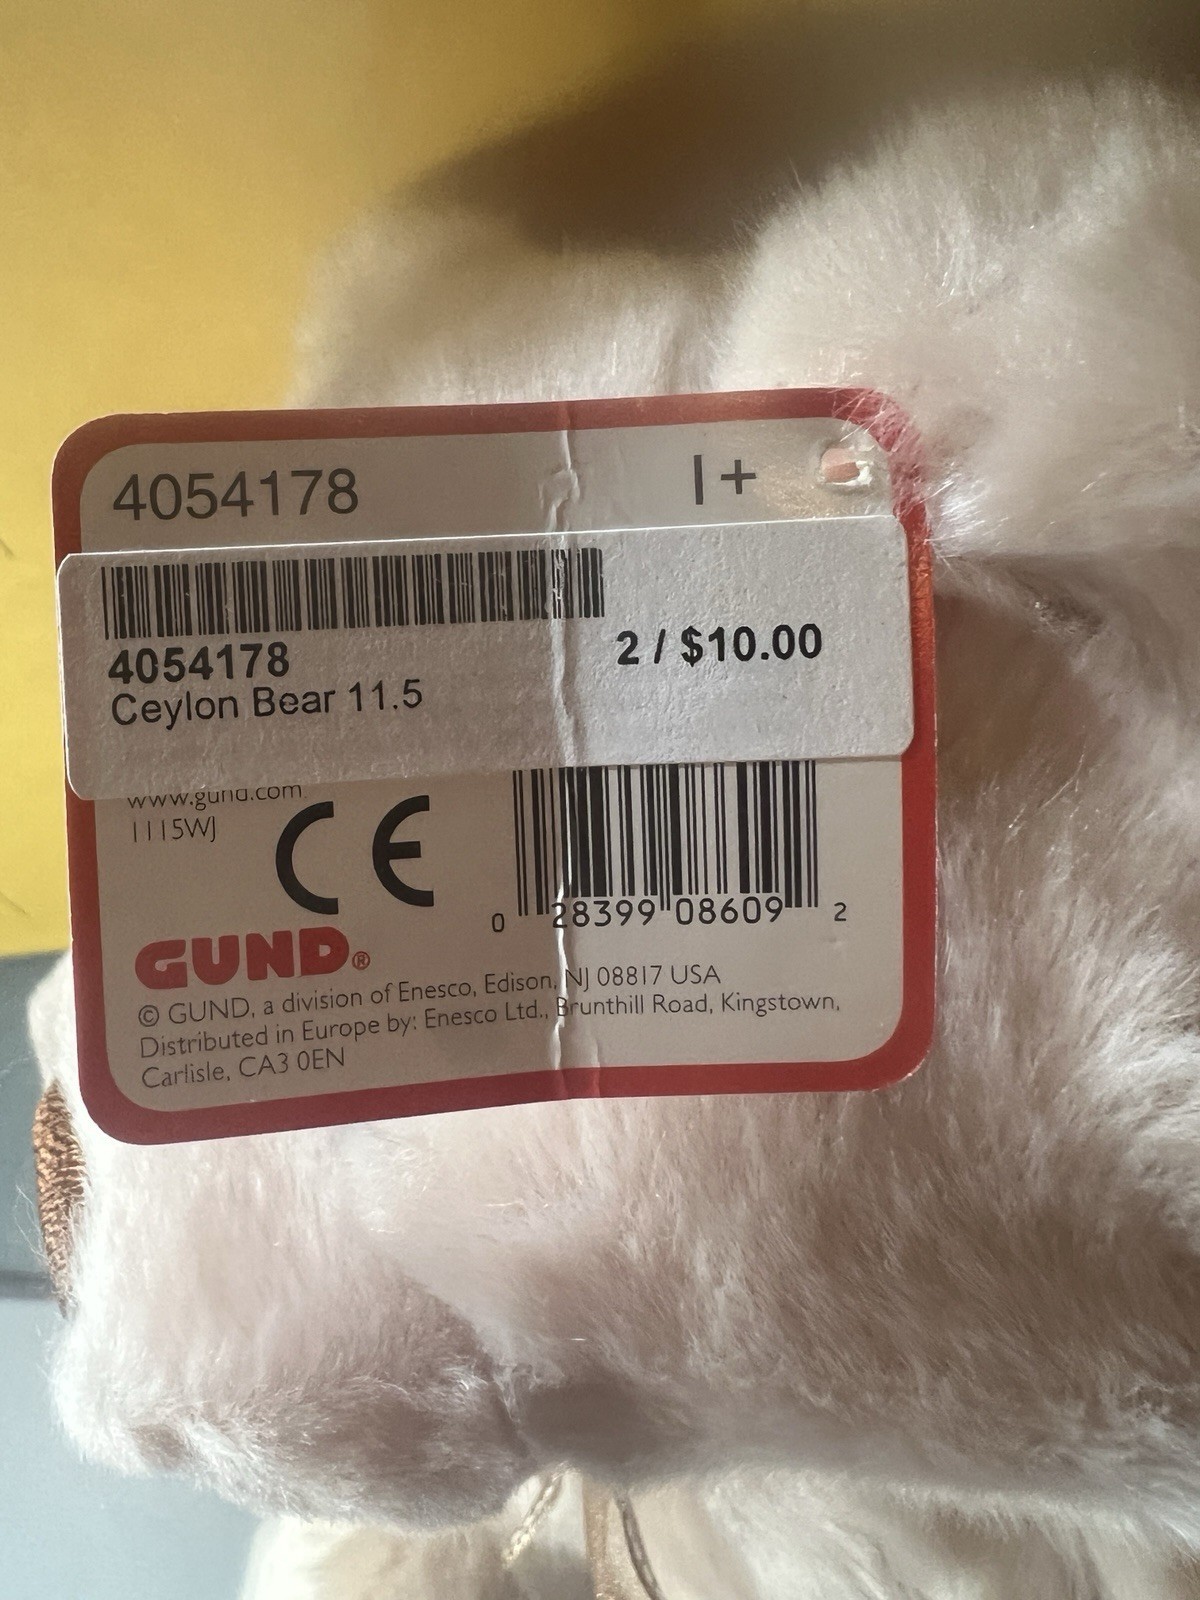 4054178 1+
4054178 2 / $10.00
Ceylon Bear 11.5
www.gund.com
1115WJ
CE
0 28399 08609 2
GUND®
© GUND, a division of Enesco, Edison, NJ 08817 USA
Distributed in Europe by: Enesco Ltd., Brunthill Road, Kingstown,
Carlisle, CA3 0EN